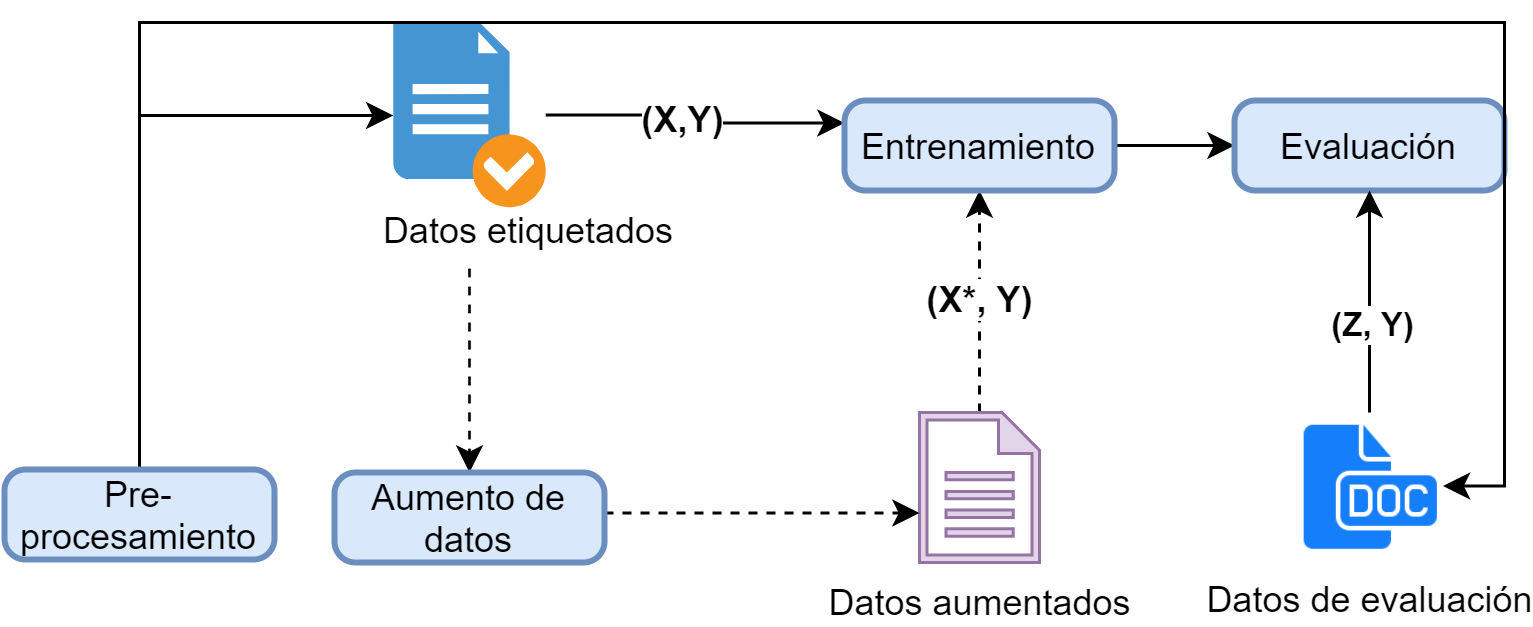 (X,Y)
Entrenamiento
Evaluación
Datos etiquetados
(X*, Y)
(Z, Y)
Pre-
procesamiento
Aumento de
datos
DOC
Datos aumentados
Datos de evaluación